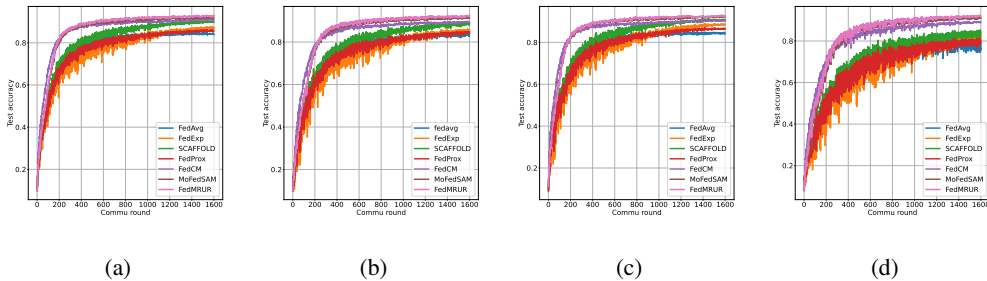 Test accuracy
0.8
0.6
0.4
0.2
0 200 400 600 800 1000 1200 1400 1600
Commu round
FedAvg
FedExp
SCAFFOLD
FedProx
FedCM
MoFedSAM
FedMRUR
(a)
Test accuracy
0.8
0.6
0.4
0.2
0 200 400 600 800 1000 1200 1400 1600
Commu round
fedavg
FedExp
SCAFFOLD
FedProx
FedCM
MoFedSAM
FedMRUR
(b)
Test accuracy
0.8
0.6
0.4
0.2
0 200 400 600 800 1000 1200 1400 1600
Commu round
FedAvg
FedExp
SCAFFOLD
FedProx
FedCM
MoFedSAM
FedMRUR
(c)
Test accuracy
0.8
0.6
0.4
0.2
0 200 400 600 800 1000 1200 1400 1600
Commu round
FedAvg
FedExp
SCAFFOLD
FedProx
FedCM
MoFedSAM
FedMRUR
(d)